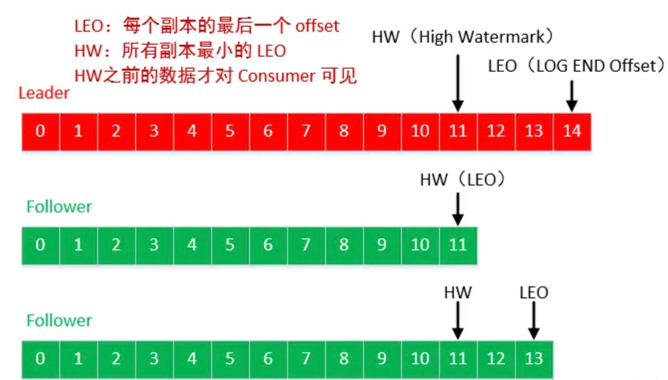 LEO：每个副本的最后一个 offset
HW：所有副本最小的 LEO
HW之前的数据才对 Consumer 可见
HW（High Watermark）
LEO（LOG END Offset）
Leader
0 1 2 3 4 5 6 7 8 9 10 11 12 13 14
HW（LEO）
Follower
0 1 2 3 4 5 6 7 8 9 10 11
HW LEO
Follower
0 1 2 3 4 5 6 7 8 9 10 11 12 13